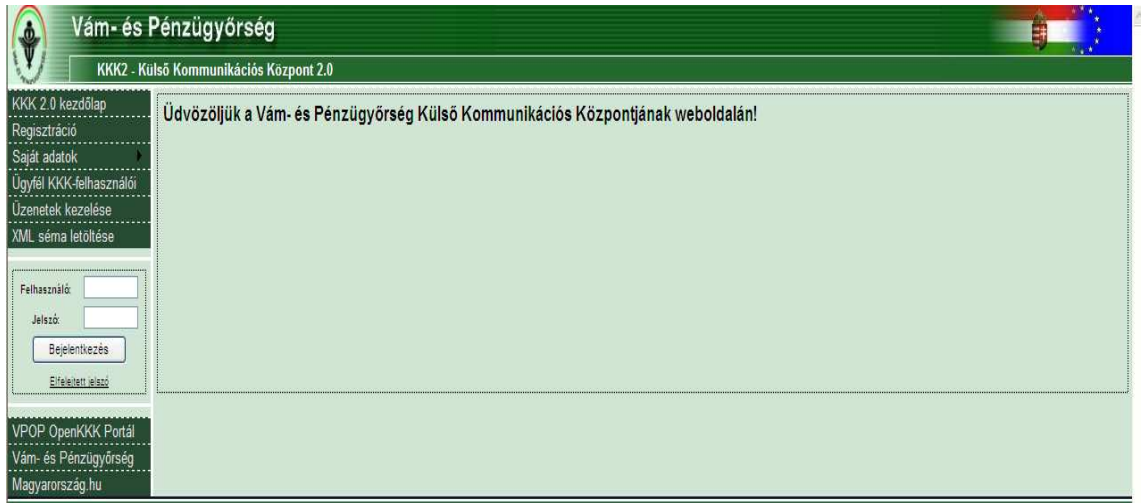 Vám- és Pénzügyőrség
KKK2 - Külső Kommunikációs Központ 2.0
KKK 2.0 kezdőlap
Regisztráció
Saját adatok
Ügyfél KKK-felhasználói
Üzenetek kezelése
XML séma letöltése
Üdvözöljük a Vám- és Pénzügyőrség Külső Kommunikációs Központjának weboldalán!
Felhasználó:
Jelszó:
Bejelentkezés
Elfelejtett jelszó
VPOP OpenKKK Portál
Vám- és Pénzügyőrség
Magyarország.hu